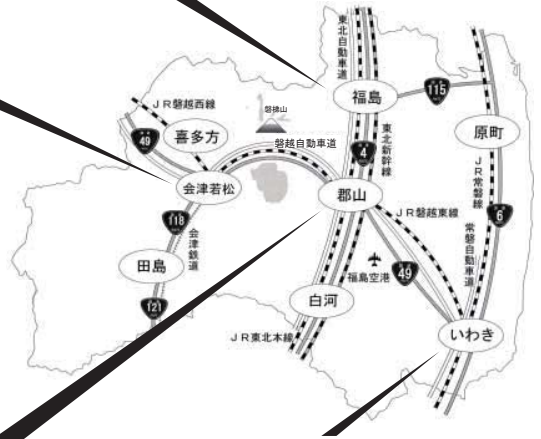 東北自動車道
福島
115
JR磐越西線
磐梯山
喜多方
49
磐越自動車道
4
東北新幹線
原町
会津若松
郡山
JR常磐線
JR磐越東線
6
118
会津鉄道
常磐自動車道
田島
福島空港
49
白河
121
JR東北本線
いわき